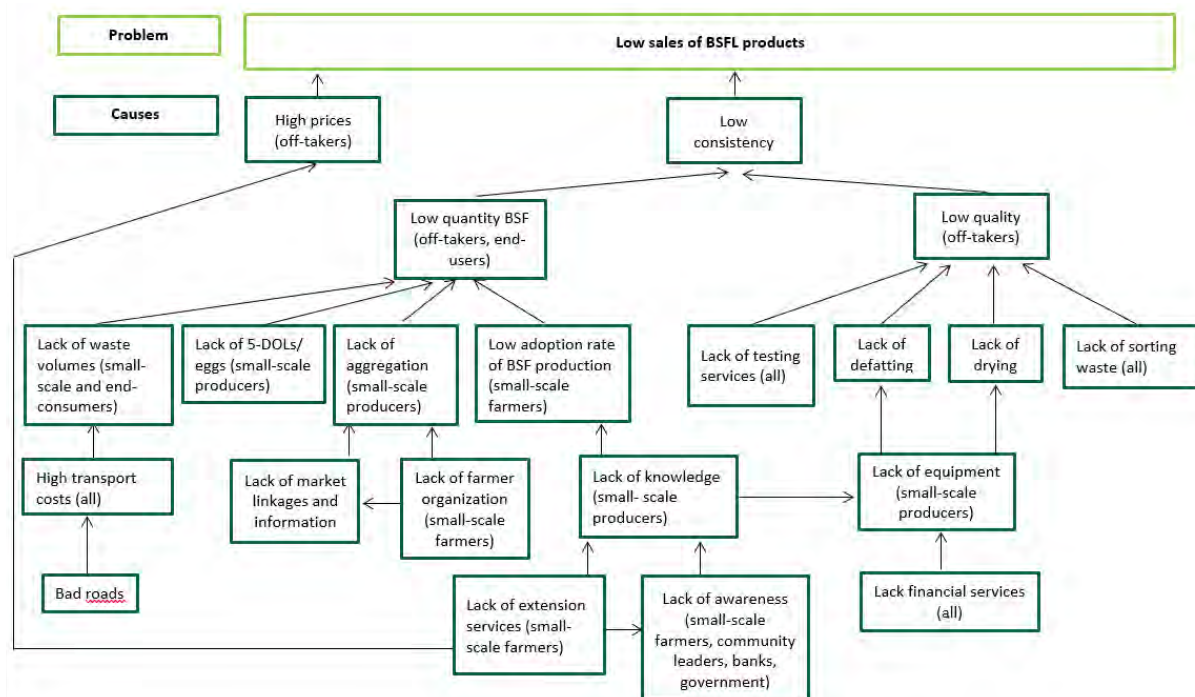 Problem
Low sales of BSFL products
Causes
High prices
(off-takers)
Low
consistency
Low quantity BSF
(off-takers, end-
users)
Low quality
(off-takers)
Lack of waste
volumes (small-
scale and end-
consumers)
Lack of 5-DOLs/
eggs (small-scale
producers)
Lack of
aggregation
(small-scale
producers)
Low adoption rate
of BSF production
(small-scale
farmers)
Lack of testing
services (all)
Lack of
defatting
Lack of
drying
Lack of sorting
waste (all)
High transport
costs (all)
Lack of market
linkages and
information
Lack of farmer
organization
(small-scale
farmers)
Lack of knowledge
(small- scale
producers)
Lack of equipment
(small-scale
producers)
Bad roads
Lack of extension
services (small-
scale farmers)
Lack of awareness
(small-scale
farmers, community
leaders, banks,
government)
Lack financial services
(all)